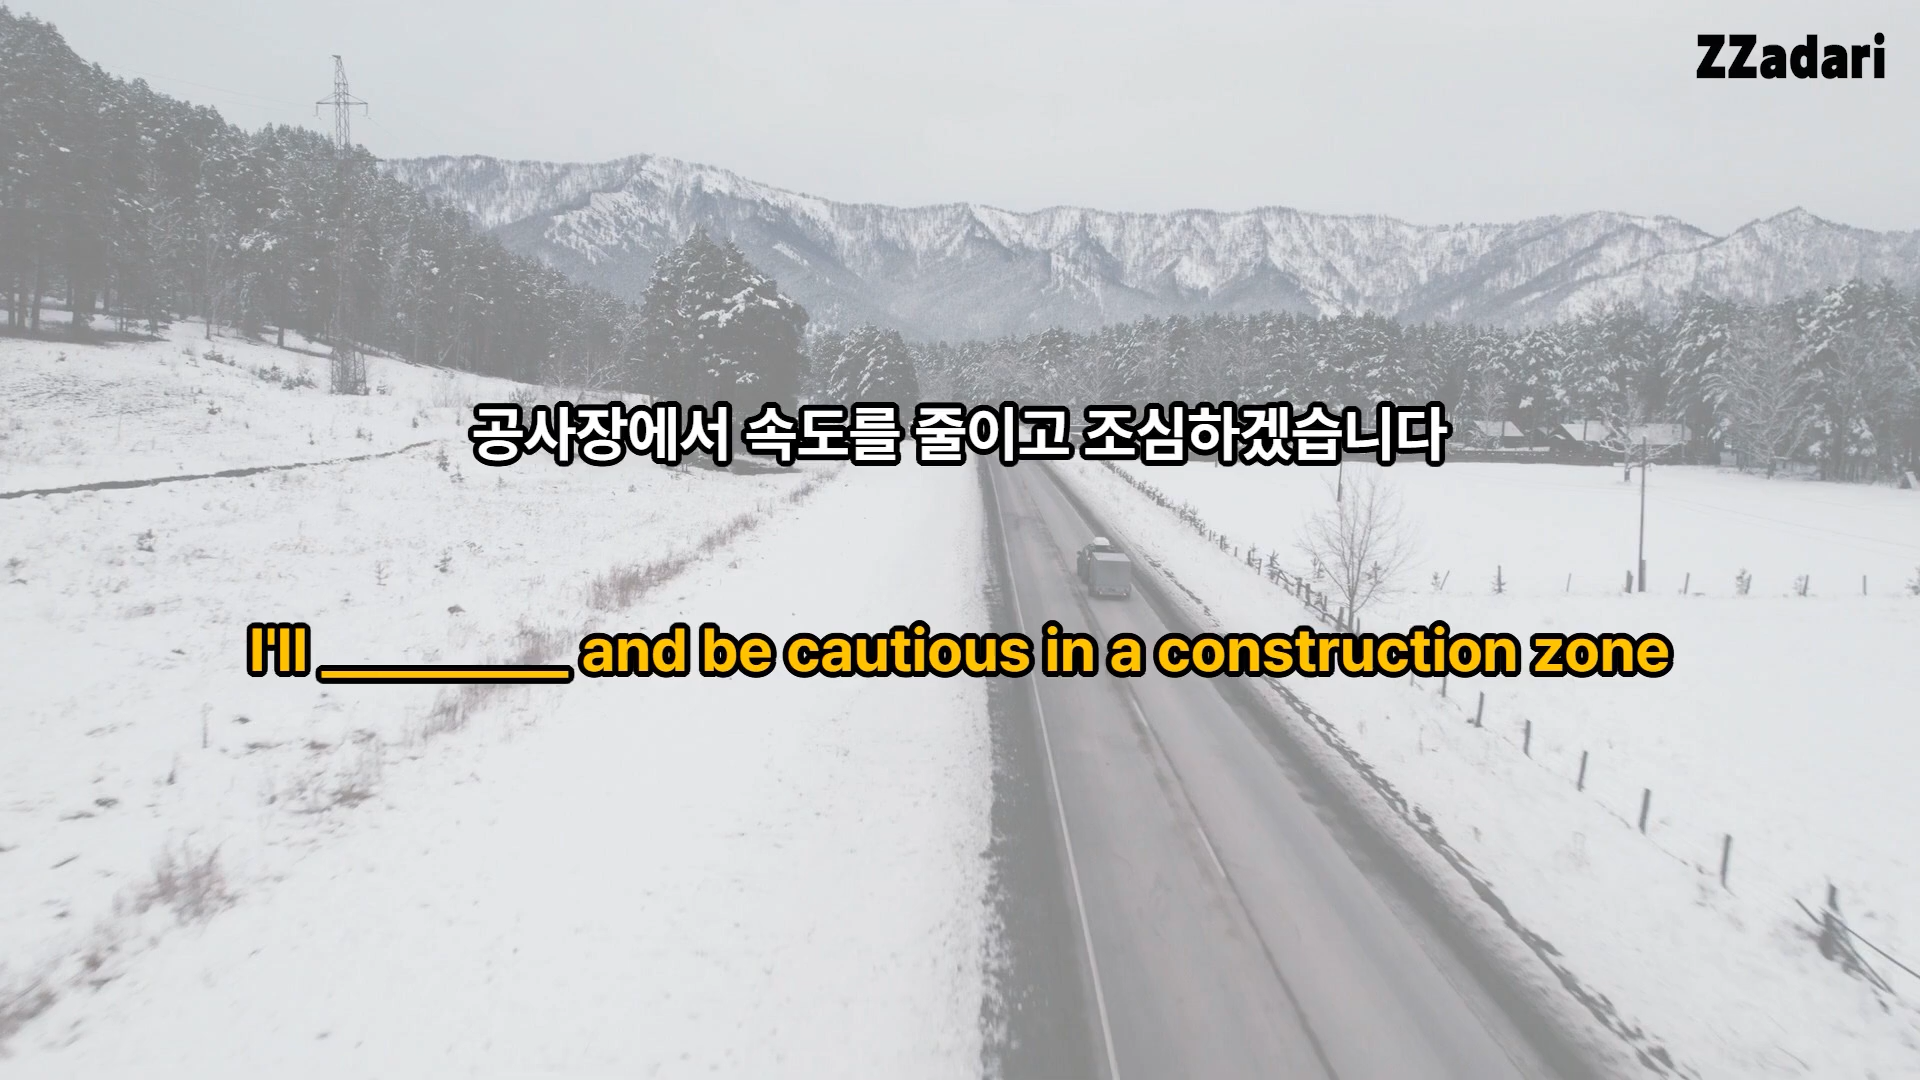 ZZadari
공사장에서 속도를 줄이고 조심하겠습니다
I'll ________ and be cautious in a construction zone